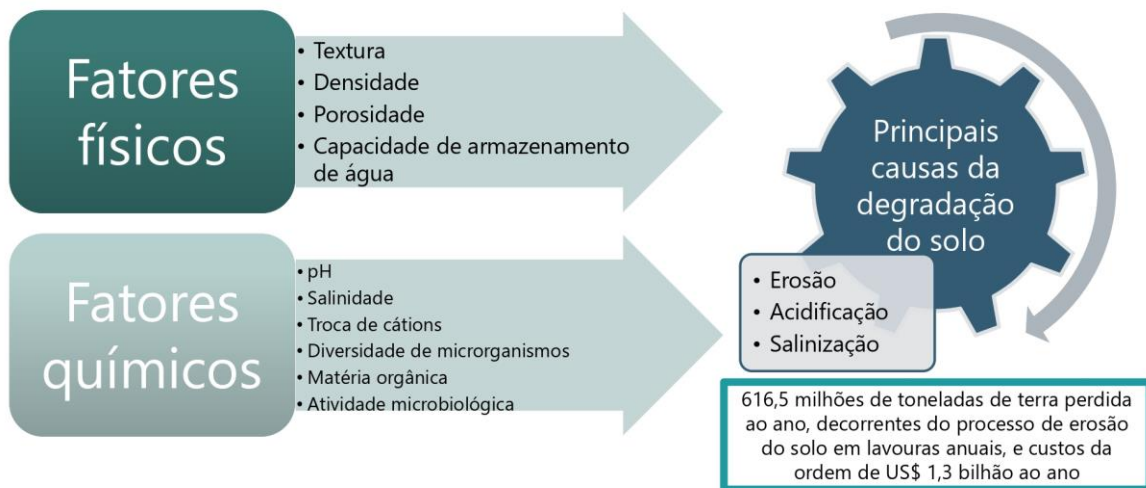 Fatores
físicos
• Textura
• Densidade
• Porosidade
• Capacidade de armazenamento
de água
Fatores
químicos
• pH
• Salinidade
• Troca de cátions
• Diversidade de microrganismos
• Matéria orgânica
• Atividade microbiológica
Principais
causas da
degradação
do solo
• Erosão
• Acidificação
• Salinização
616,5 milhões de toneladas de terra perdida
ao ano, decorrentes do processo de erosão
do solo em lavouras anuais, e custos da
ordem de US$ 1,3 bilhão ao ano